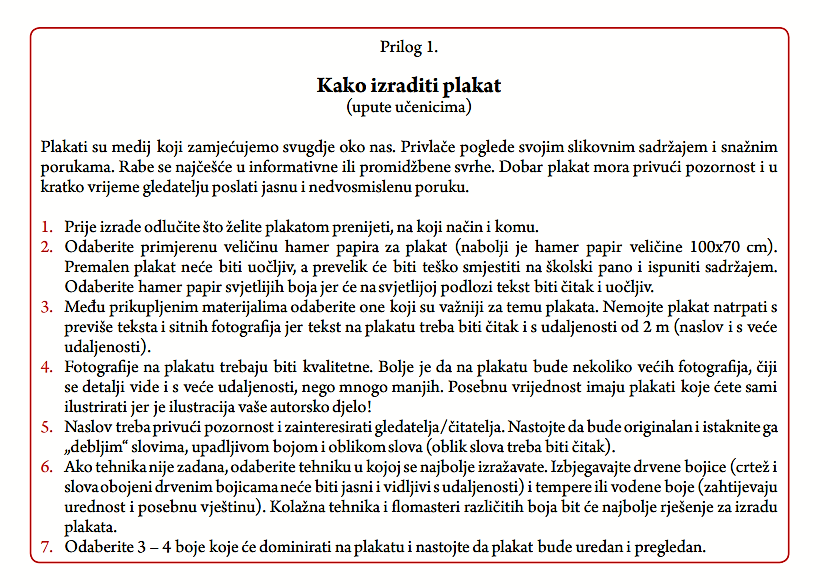 Prilog 1.
Kako izraditi plakat
(upute učenicima)
Plakati su medij koji zamjećujemo svugdje oko nas. Privlače poglede svojim slikovnim sadržajem i snažnim
porukama. Rabe se najčešće u informativne ili promidžbene svrhe. Dobar plakat mora privući pozornost i u
kratko vrijeme gledatelju poslati jasnu i nedvosmislenu poruku.
1. Prije izrade odlučite što želite plakatom prenijeti, na koji način i komu.
2. Odaberite primjerenu veličinu hamer papira za plakat (nabolji je hamer papir veličine 100x70 cm).
Premalen plakat neće biti uočljiv, a prevelik će biti teško smjestiti na školski pano i ispuniti sadržajem.
Odaberite hamer papir svjetlijih boja jer će na svjetlijoj podlozi tekst biti čitak i uočljiv.
3. Među prikupljenim materijalima odaberite one koji su važniji za temu plakata. Nemojte plakat natrpati s
previše teksta i sitnih fotografija jer tekst na plakatu treba biti čitak i s udaljenosti od 2 m (naslov i s veće
udaljenosti).
4. Fotografije na plakatu trebaju biti kvalitetne. Bolje je da na plakatu bude nekoliko većih fotografija, čiji
se detalji vide i s veće udaljenosti, nego mnogo manjih. Posebnu vrijednost imaju plakati koje ćete sami
ilustrirati jer je ilustracija vaše autorsko djelo!
5. Naslov treba privući pozornost i zainteresirati gledatelja/čitatelja. Nastojte da bude originalan i istaknite ga
„debljim“ slovima, upadljivom bojom i oblikom slova (oblik slova treba biti čitak).
6. Ako tehnika nije zadana, odaberite tehniku u kojoj se najbolje izražavate. Izbjegavajte drvene bojice (crtež i
slova obojeni drvenim bojicama neće biti jasni i vidljivi s udaljenosti) i tempere ili vodene boje (zahtijevaju
urednost i posebnu vještinu). Kolažna tehnika i flomasteri različitih boja bit će najbolje rješenje za izradu
plakata.
7. Odaberite 3 – 4 boje koje će dominirati na plakatu i nastojte da plakat bude uredan i pregledan.